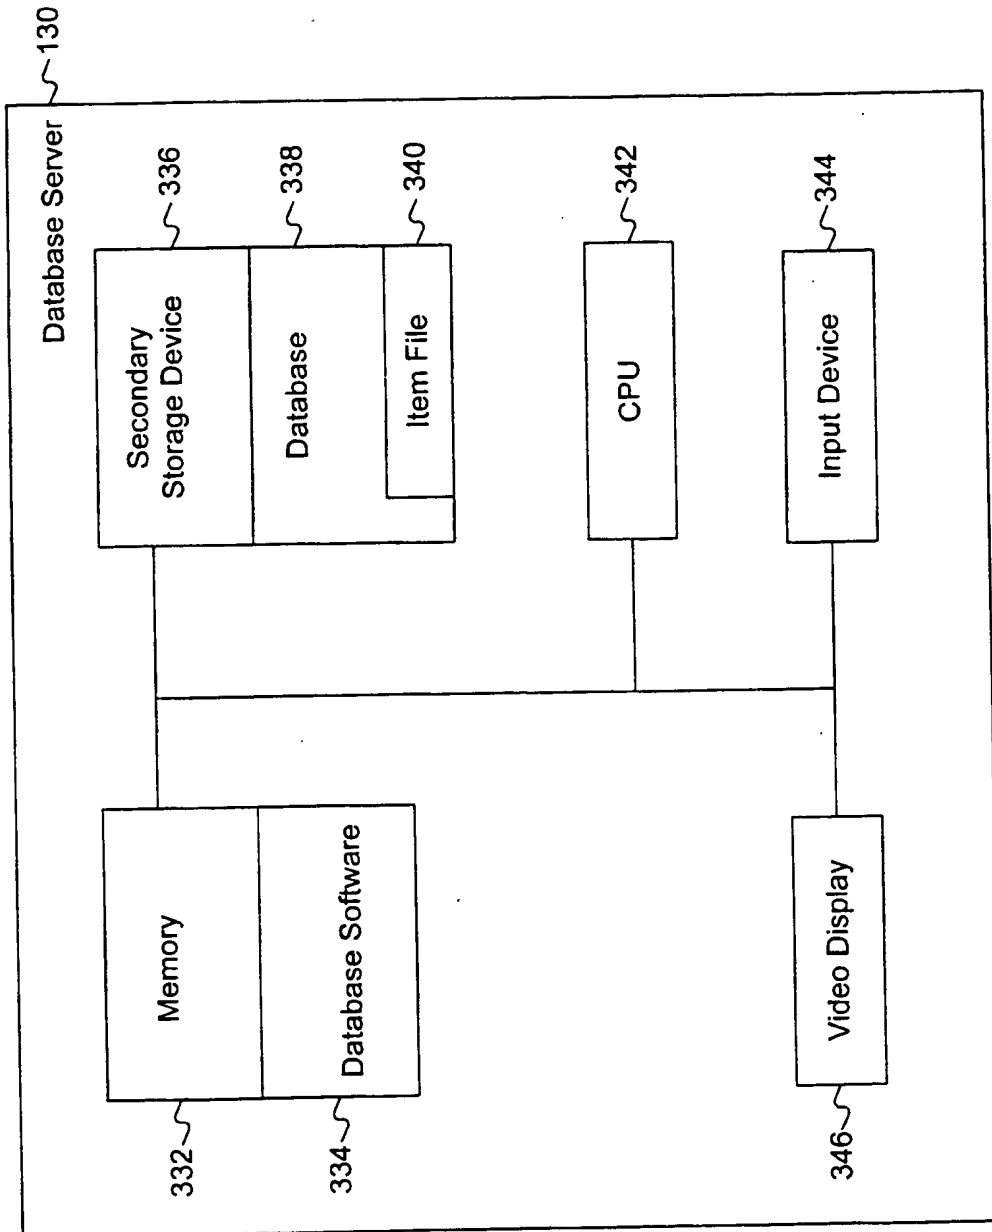 Database Server
130
Memory
332
Database Software
334
Secondary
Storage Device
336
Database
338
Item File
340
CPU
342
Video Display
346
Input Device
344